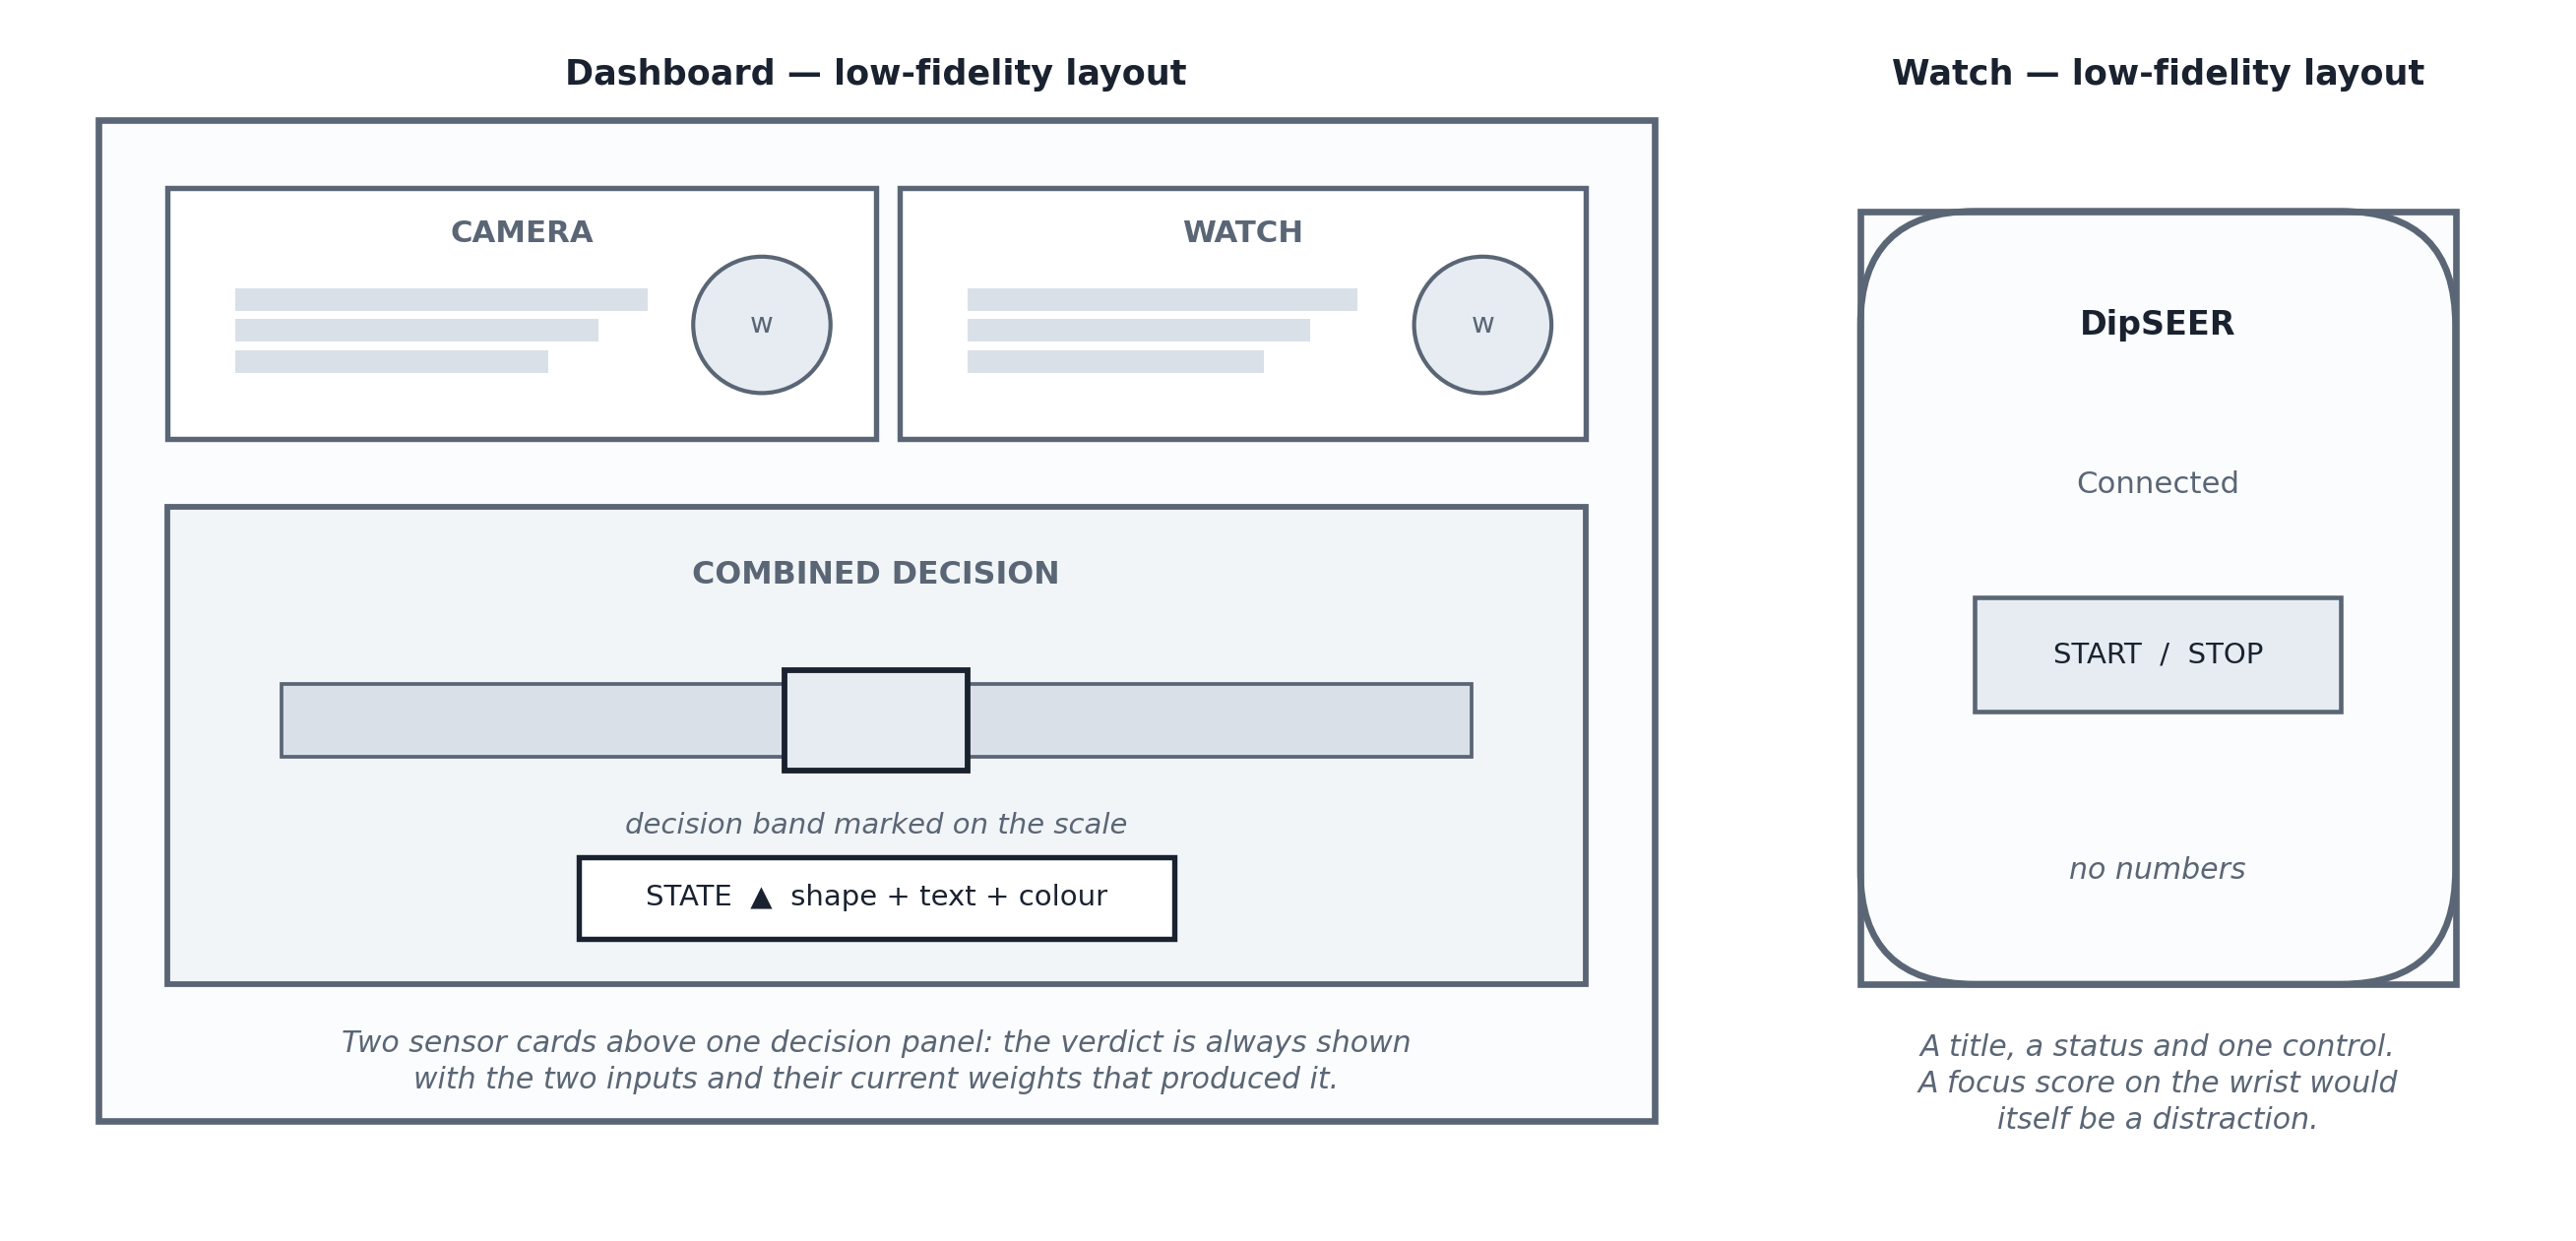 Dashboard — low-fidelity layout
CAMERA
w
WATCH
w
COMBINED DECISION
decision band marked on the scale
STATE ▲ shape + text + colour
Two sensor cards above one decision panel: the verdict is always shown
with the two inputs and their current weights that produced it.
Watch — low-fidelity layout
DipSEER
Connected
START / STOP
no numbers
A title, a status and one control.
A focus score on the wrist would
itself be a distraction.